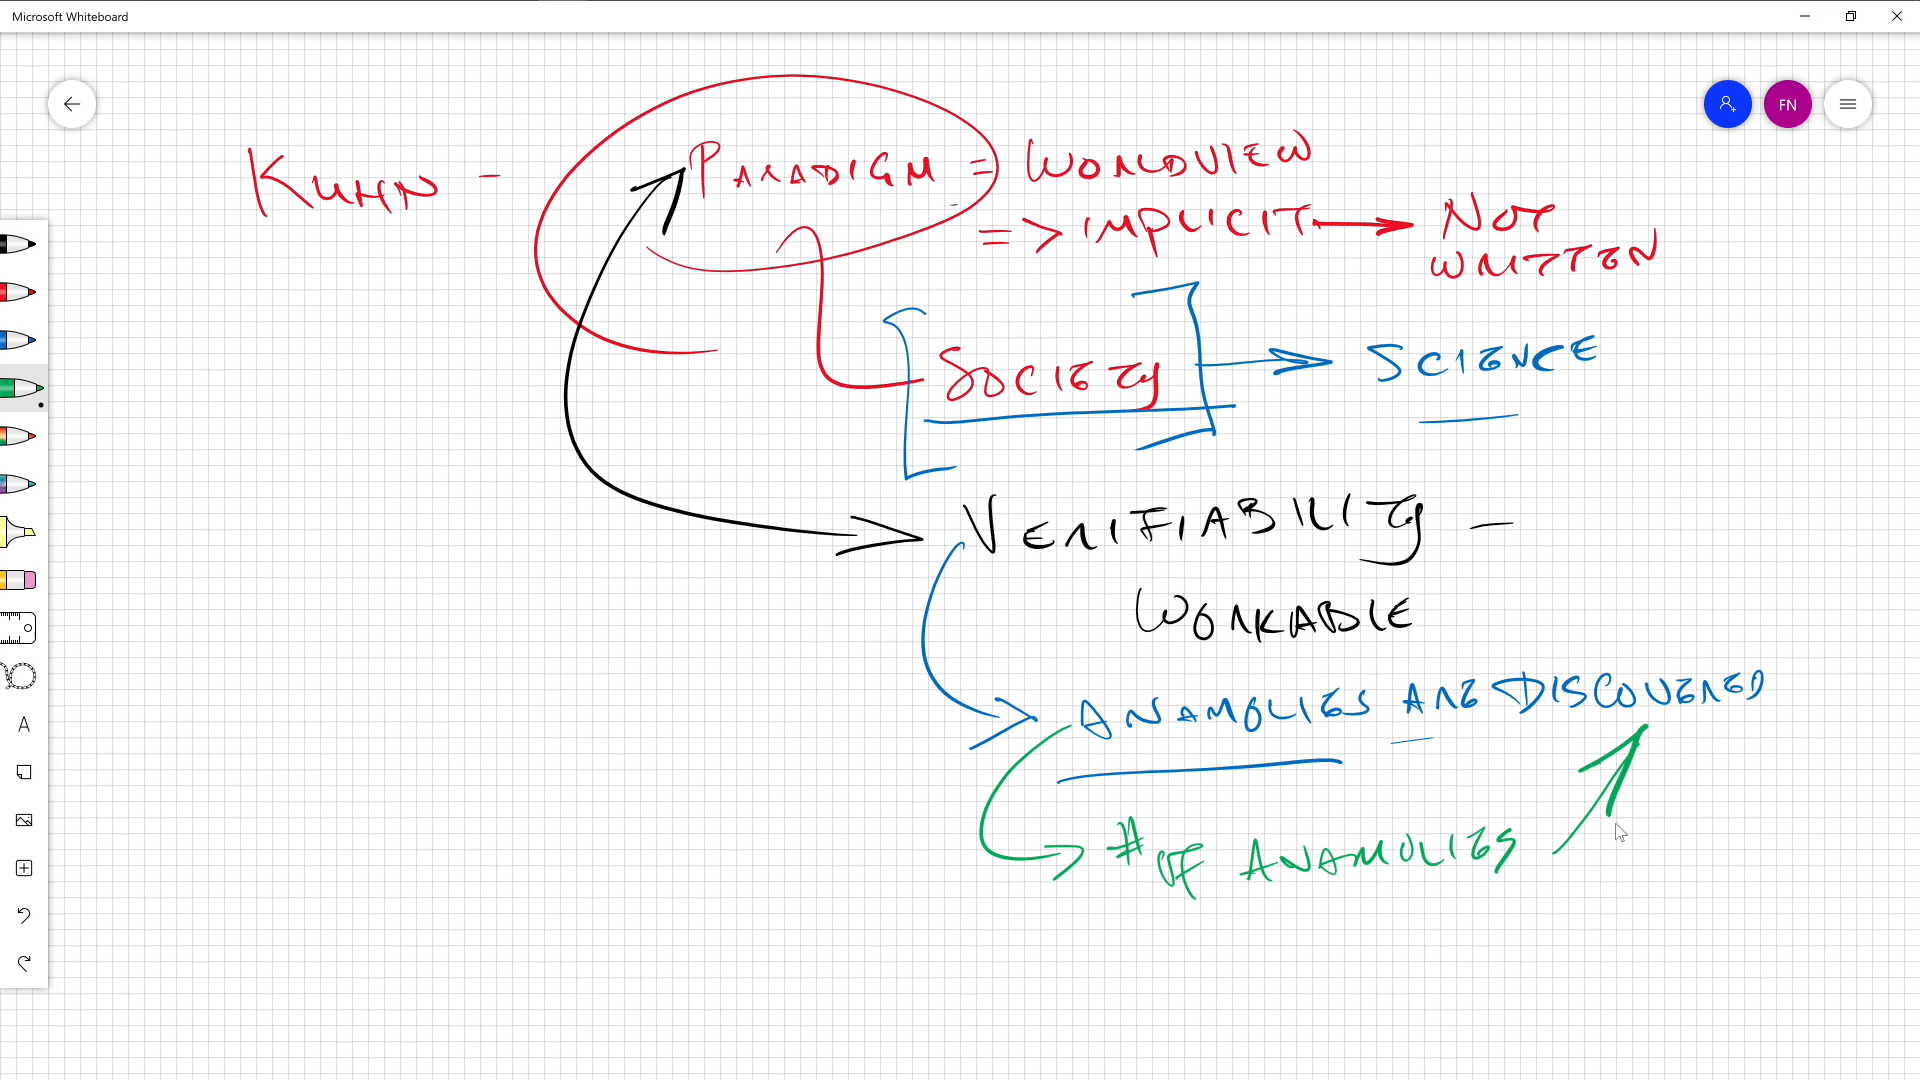 Microsoft Whiteboard
FN
KUHN - PARADIGM = WORLDVIEW
=> IMPLICIT → NOT
WRITTEN
SOCIETY → SCIENCE
VERIFIABILITY -
WORKABLE
ANAMOLIES ARE DISCOVERED
# OF ANAMOLIES
A